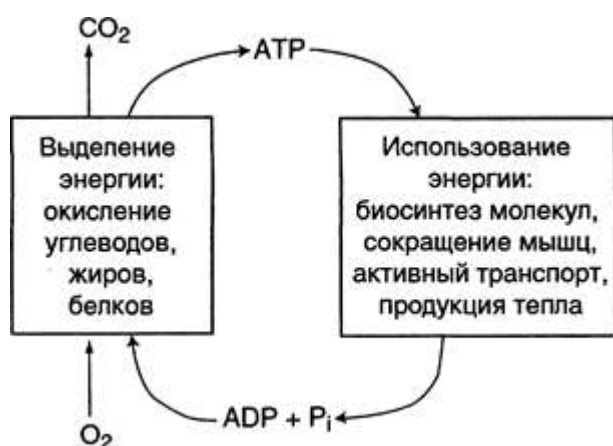 CO₂
ATP
Выделение
энергии:
окисление
углеводов,
жиров,
белков
Использование
энергии:
биосинтез молекул,
сокращение мышц,
активный транспорт,
продукция тепла
ADP + Pᵢ
O₂